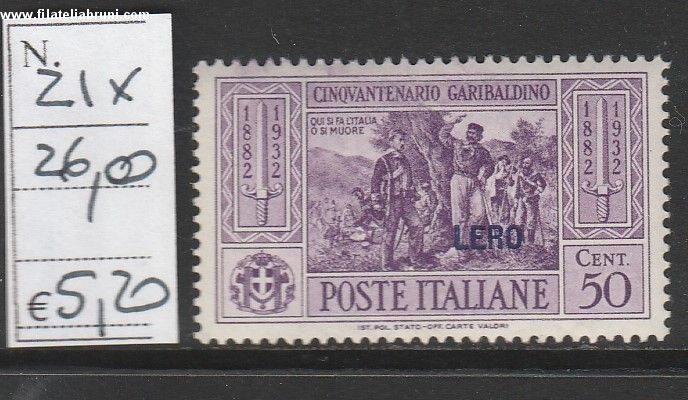 www.filateliabruni.com
N.
21x
26,00
€5,20
CINQVANTENARIO GARIBALDINO
QUI SI FA L'ITALIA
O SI MUORE
1882
1932
1882
1932
LERO
CENT.
50
POSTE ITALIANE
IST. POL. STATO-OFF. CARTE VALORI